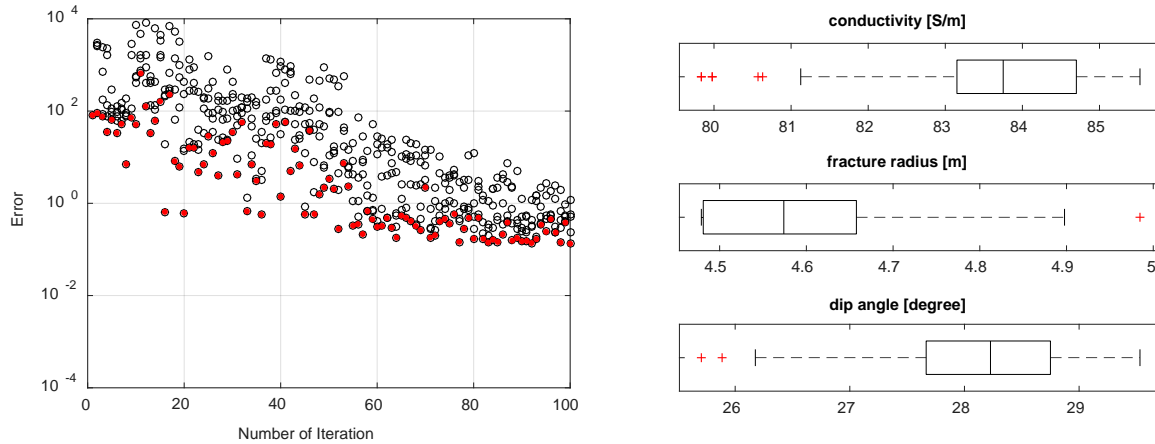 10^4
10^2
10^0
10^-2
10^-4
Error
0 20 40 60 80 100
Number of Iteration
conductivity [S/m]
80 81 82 83 84 85
fracture radius [m]
4.5 4.6 4.7 4.8 4.9 5
dip angle [degree]
26 27 28 29